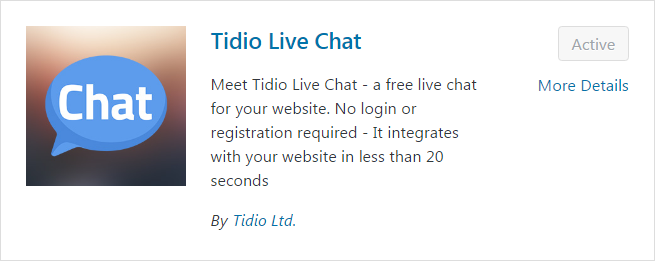 Chat
Tidio Live Chat
Active
More Details
Meet Tidio Live Chat - a free live chat
for your website. No login or
registration required - It integrates
with your website in less than 20
seconds
By Tidio Ltd.